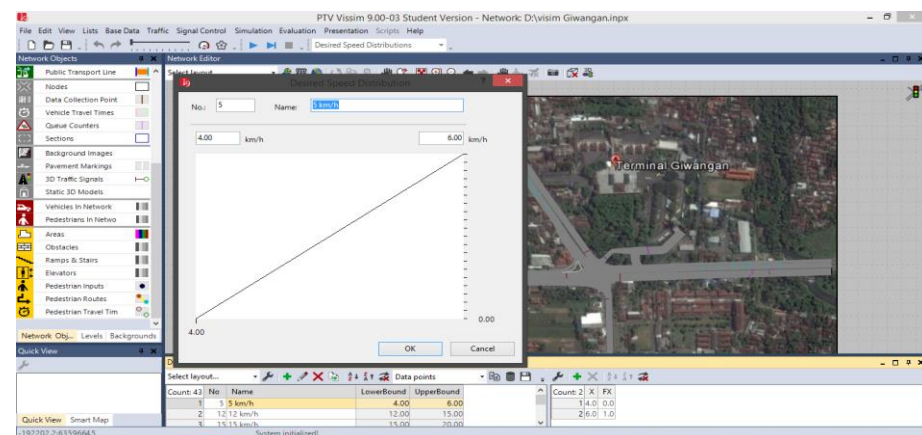 PTV Vissim 9.00-03 Student Version - Network: D:\visim Giwangan.inpx
File Edit View Lists Base Data Traffic Signal Control Simulation Evaluation Presentation Scripts Help
Desired Speed Distributions
Network Objects
Network Editor
Select layout...
Public Transport Line
Nodes
Data Collection Point
Vehicle Travel Times
Queue Counters
Sections
Background Images
Pavement Markings
3D Traffic Signals
Static 3D Models
Vehicles In Network
Pedestrians In Netwo
Areas
Obstacles
Ramps & Stairs
Elevators
Pedestrian Inputs
Pedestrian Routes
Pedestrian Travel Tim
Network Obj... Levels Backgrounds
Quick View
Quick View Smart Map
Desired Speed Distribution
No.: 5 Name: 5 km/h
4.00 km/h 6.00 km/h
0.00
4.00
OK Cancel
Terminal Giwangan
Select layout... Data points
Count: 43 No Name LowerBound UpperBound
1 5 5 km/h 4.00 6.00
2 12 12 km/h 12.00 15.00
3 15 15 km/h 15.00 20.00
Count: 2 X FX
1 4.0 0.0
2 6.0 1.0
-192202.2:6359664.5 System initialized!